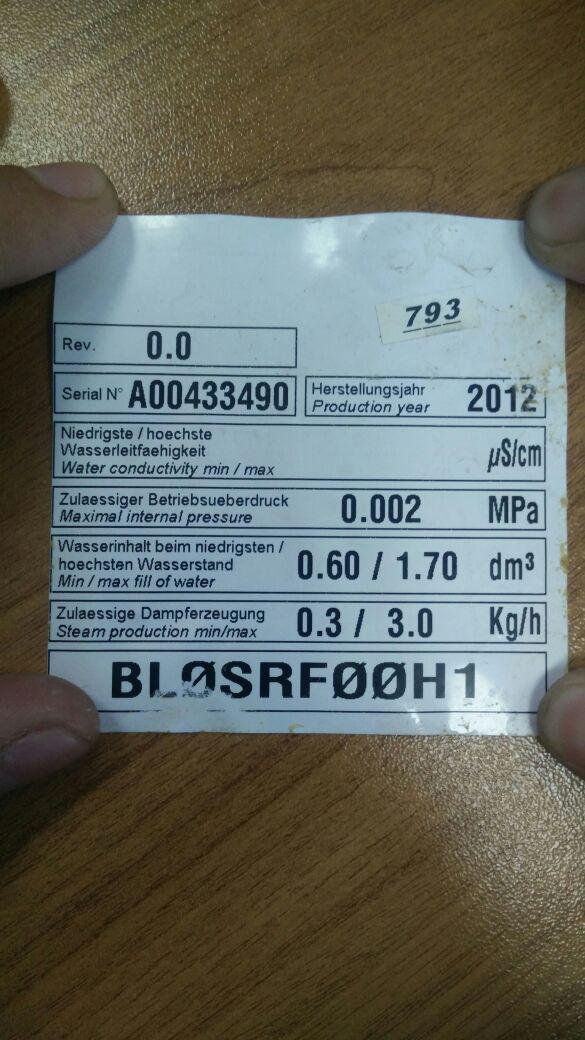 793
Rev. 0.0
Serial N° A00433490
Herstellungsjahr
Production year 2012
Niedrigste / hoechste
Wasserleitfaehigkeit
Water conductivity min / max
µS/cm
Zulaessiger Betriebsueberdruck
Maximal internal pressure
0.002 MPa
Wasserinhalt beim niedrigsten /
hoechsten Wasserstand
Min / max fill of water
0.60 / 1.70 dm³
Zulaessige Dampferzeugung
Steam production min/max
0.3 / 3.0 Kg/h
BLØSRFØØH1